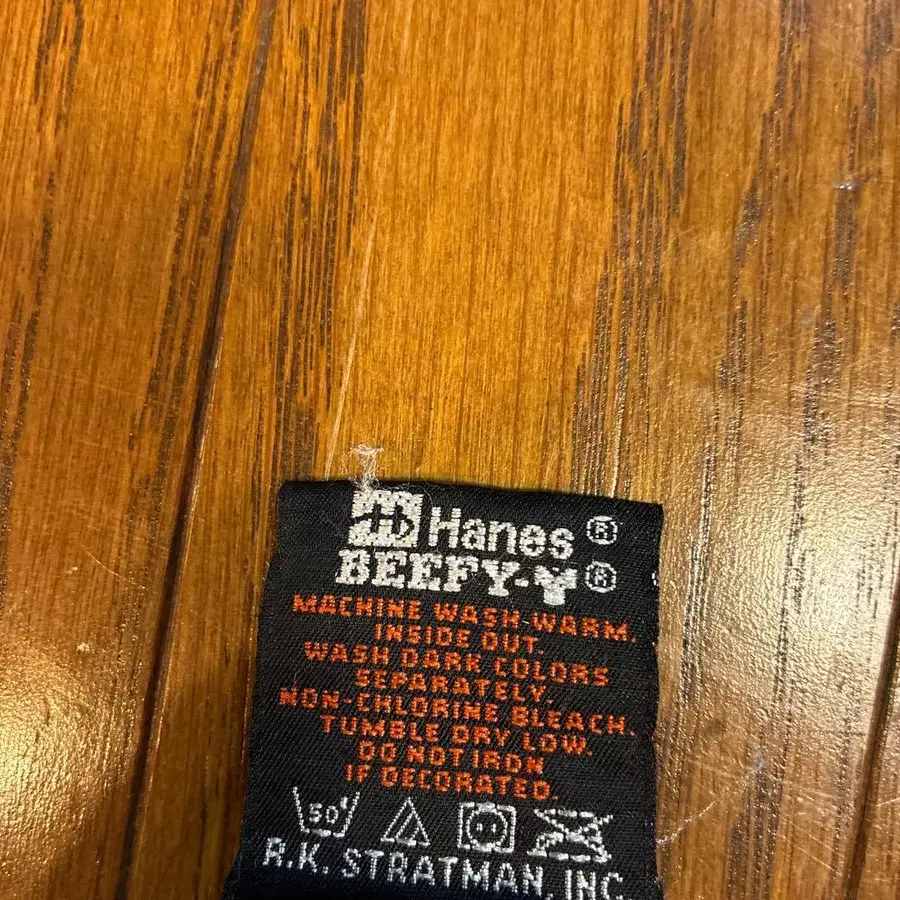 Hanes®
BEEFY-T®
MACHINE WASH WARM.
INSIDE OUT.
WASH DARK COLORS
SEPARATELY.
NON-CHLORINE BLEACH.
TUMBLE DRY LOW.
DO NOT IRON
IF DECORATED.
50°
R.K. STRATMAN, INC.